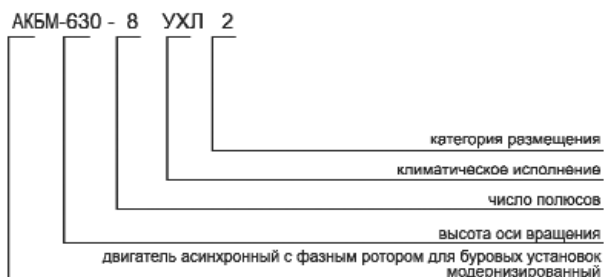 АКБМ-630 - 8 УХЛ 2
категория размещения
климатическое исполнение
число полюсов
высота оси вращения
двигатель асинхронный с фазным ротором для буровых установок
модернизированный